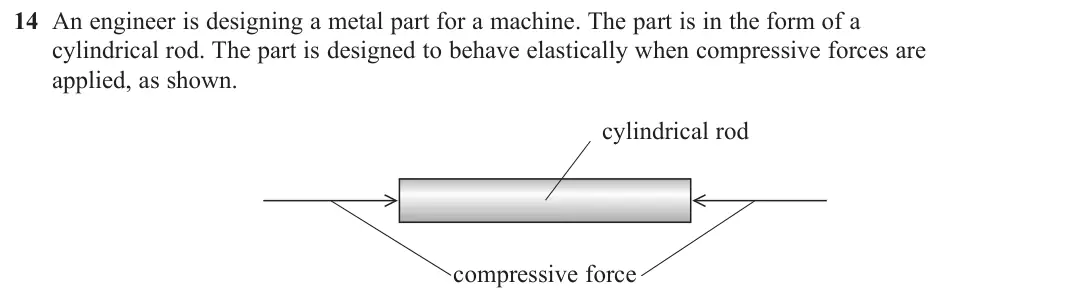 14 An engineer is designing a metal part for a machine. The part is in the form of a
cylindrical rod. The part is designed to behave elastically when compressive forces are
applied, as shown.
cylindrical rod
compressive force